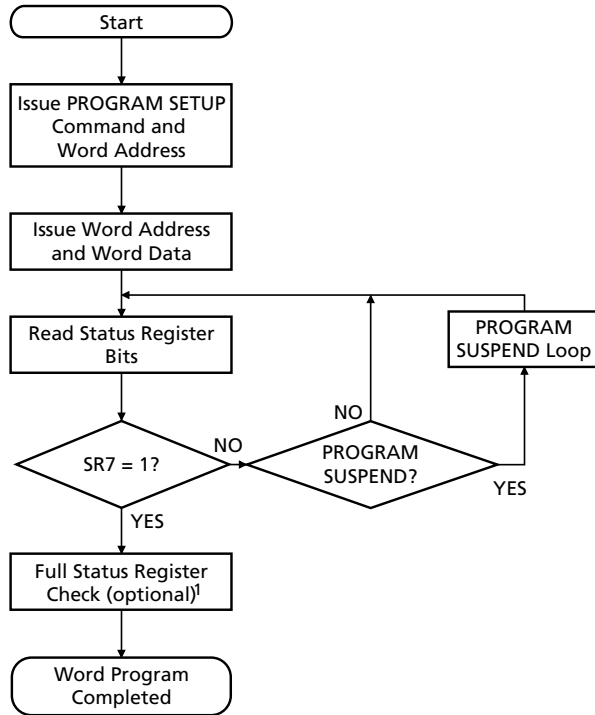 Start
Issue PROGRAM SETUP
Command and
Word Address
Issue Word Address
and Word Data
Read Status Register
Bits
PROGRAM
SUSPEND Loop
SR7 = 1?
NO
PROGRAM
SUSPEND?
NO
YES
YES
Full Status Register
Check (optional)1
Word Program
Completed